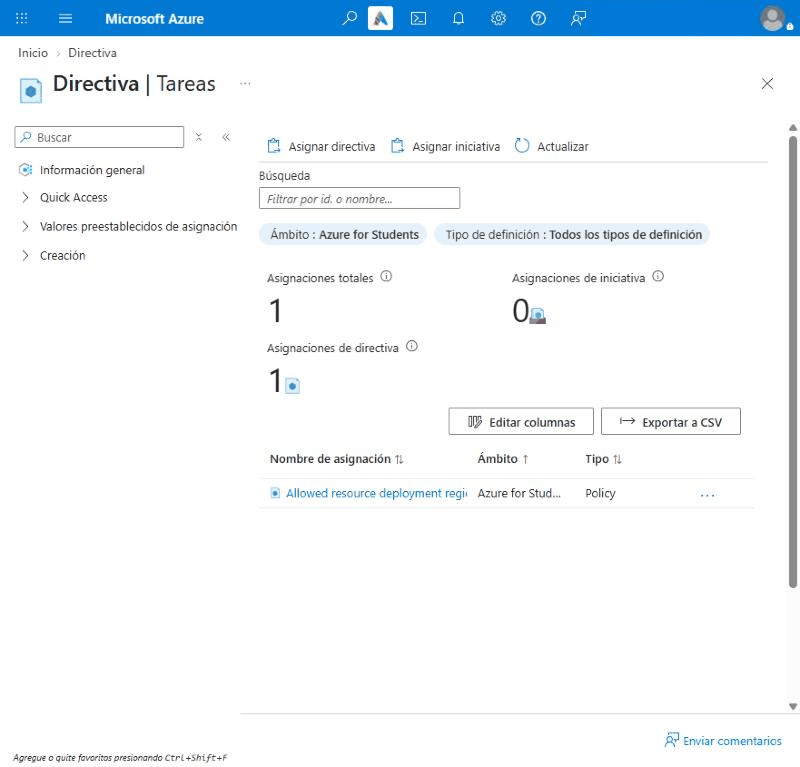 Microsoft Azure
Inicio > Directiva
Directiva | Tareas ...
Buscar
Información general
Quick Access
Valores preestablecidos de asignación
Creación
Asignar directiva Asignar iniciativa Actualizar
Búsqueda
Filtrar por id. o nombre...
Ámbito : Azure for Students Tipo de definición : Todos los tipos de definición
Asignaciones totales Asignaciones de iniciativa
1 0
Asignaciones de directiva
1
Editar columnas Exportar a CSV
Nombre de asignación ↑↓ Ámbito ↑ Tipo ↑↓
Allowed resource deployment regi Azure for Stud... Policy ...
Enviar comentarios
Agregue o quite favoritos presionando Ctrl+Shift+F